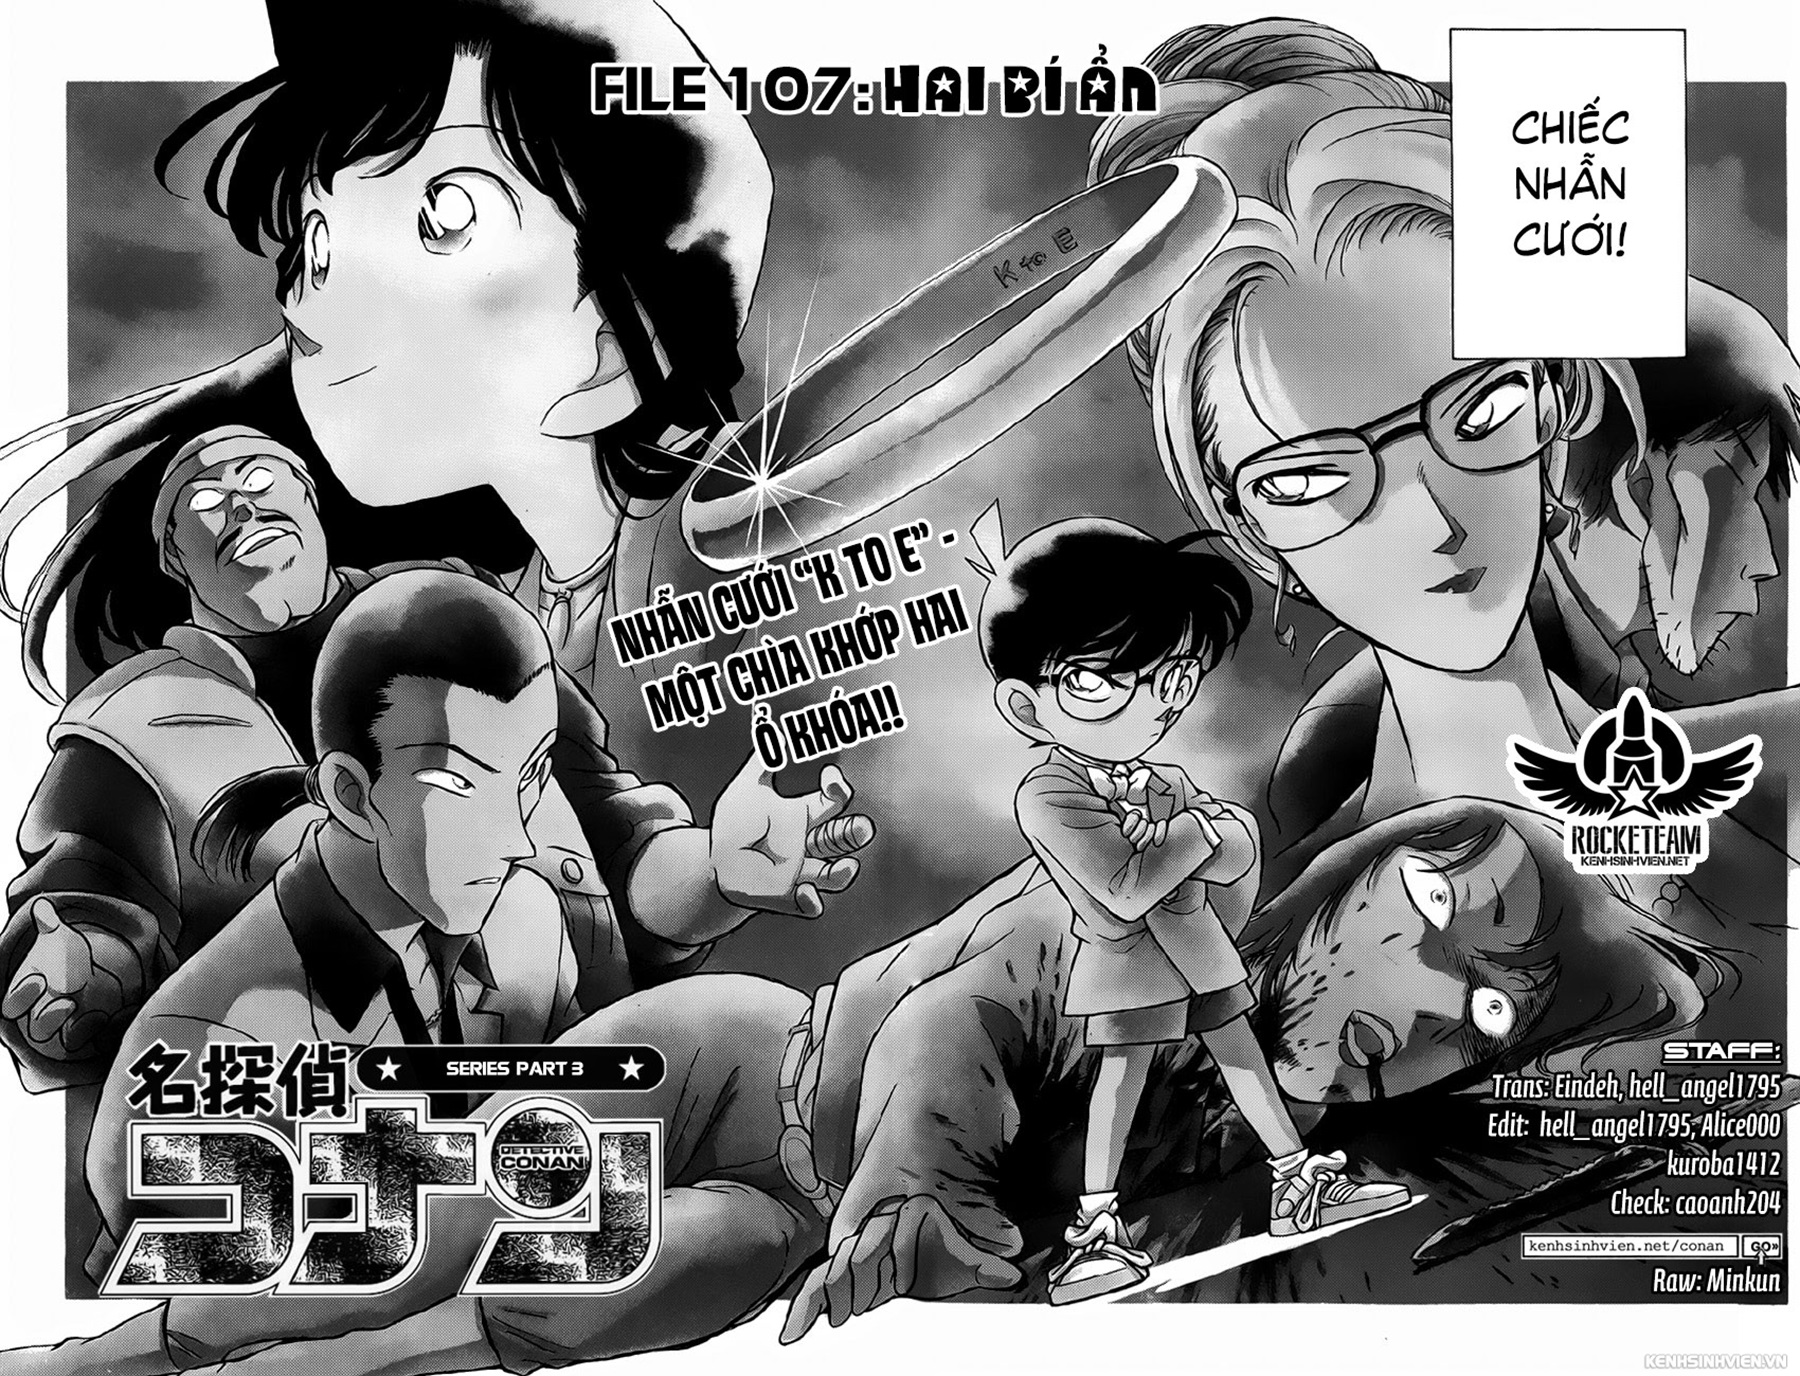 FILE 107: HAI BÍ ẨN
CHIẾC
NHẪN
CƯỚI!
K to E
NHẪN CƯỚI "K TO E" -
MỘT CHÌA KHỚP HAI
Ổ KHÓA!!
ROCKETEAM
KENHSINHVIEN.NET
名探偵
SERIES PART 3
コナン
DETECTIVE
CONAN
STAFF:
Trans: Eindeh, hell_angel1795
Edit: hell_angel1795, Alice000
kuroba1412
Check: caoanh204
kenhsinhvien.net/conan GO»
Raw: Minkun
KENHSINHVIEN.VN